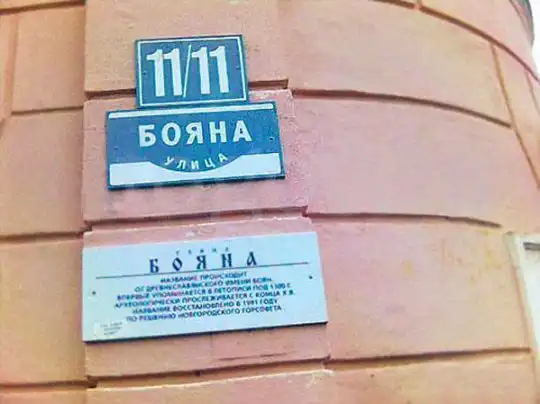 11/11
БОЯНА
УЛИЦА
улица
БОЯНА
НАЗВАНИЕ ПРОИСХОДИТ
ОТ ДРЕВНЕСЛАВЯНСКОГО ИМЕНИ БОЯН.
ВПЕРВЫЕ УПОМИНАЕТСЯ В ЛЕТОПИСИ ПОД 1300 Г.
АРХЕОЛОГИЧЕСКИ ПРОСЛЕЖИВАЕТСЯ С КОНЦА X В.
НАЗВАНИЕ ВОССТАНОВЛЕНО В 1991 ГОДУ
ПО РЕШЕНИЮ НОВГОРОДСКОГО ГОРСОВЕТА